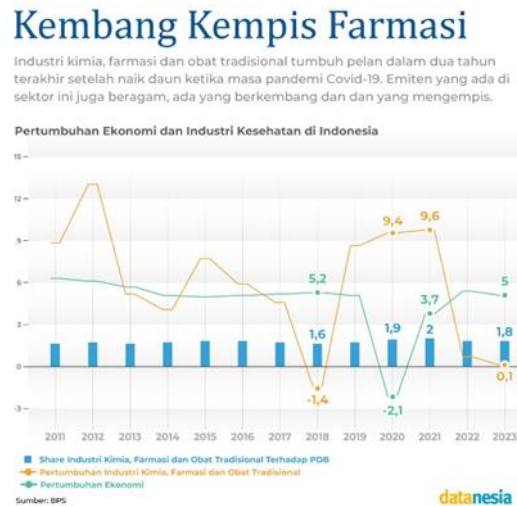 Kembang Kempis Farmasi
Industri kimia, farmasi dan obat tradisional tumbuh pelan dalam dua tahun
terakhir setelah naik daun ketika masa pandemi Covid-19. Emiten yang ada di
sektor ini juga beragam, ada yang berkembang dan dan yang mengempis.
Pertumbuhan Ekonomi dan Industri Kesehatan di Indonesia
15
12
9,4 9,6
9
6
5,2 5
3,7
3
1,6 1,9 2 1,8
0
0,1
-1,4
-2,1
-3
2011 2012 2013 2014 2015 2016 2017 2018 2019 2020 2021 2022 2023
Share Industri Kimia, Farmasi dan Obat Tradisional Terhadap PDB
Pertumbuhan Industri Kimia, Farmasi dan Obat Tradisional
Pertumbuhan Ekonomi
Sumber: BPS
datanesia